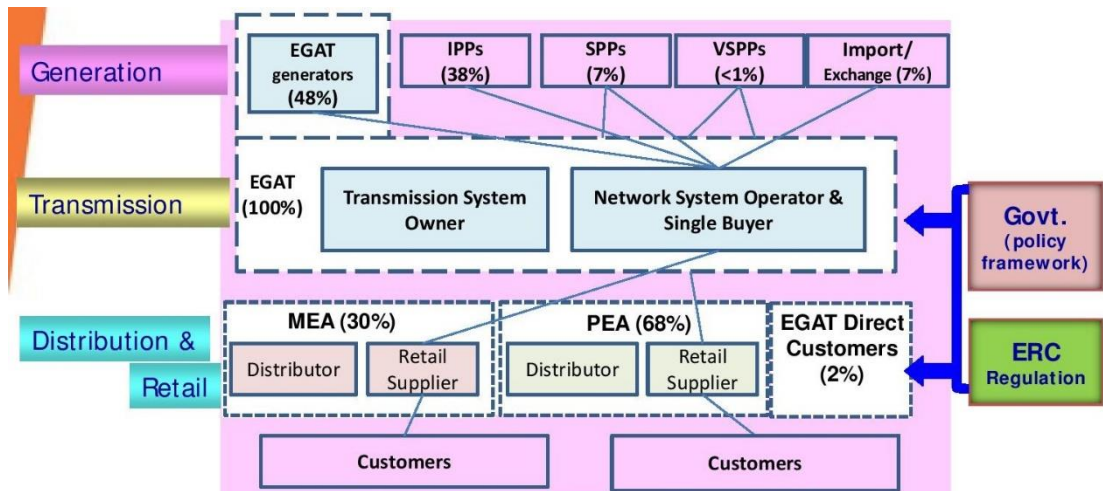 Generation
EGAT
generators
(48%)
IPPs
(38%)
SPPs
(7%)
VSPPs
(<1%)
Import/
Exchange (7%)
Transmission
EGAT
(100%)
Transmission System
Owner
Network System Operator &
Single Buyer
Govt.
(policy
framework)
Distribution &
Retail
MEA (30%)
Distributor
Retail
Supplier
PEA (68%)
Distributor
Retail
Supplier
EGAT Direct
Customers
(2%)
ERC
Regulation
Customers
Customers